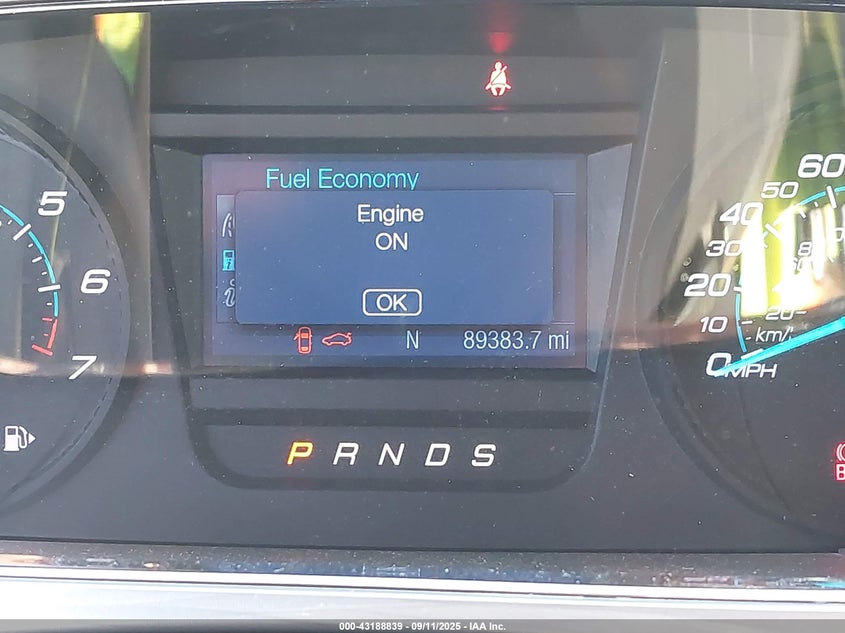 Fuel Economy
Engine
ON
OK
N 89383.7 mi
P R N D S
5
6
7
60
50
40
30
20
10
0 MPH
20
km/
000-43188839 - 09/11/2025 - IAA Inc.